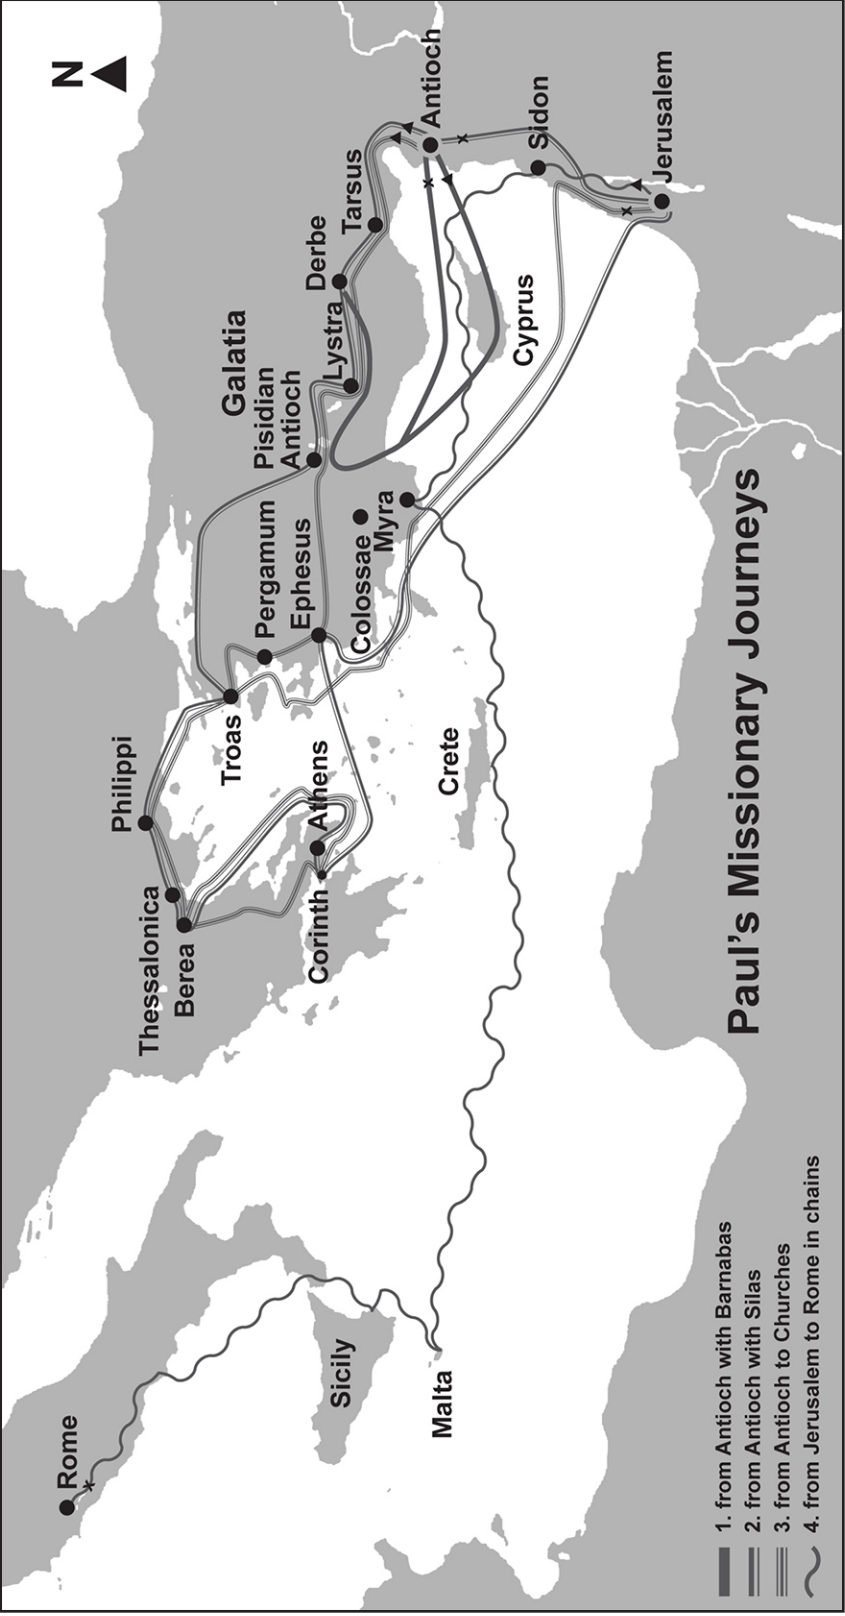 N
Rome
Sicily
Malta
Thessalonica
Berea
Philippi
Corinth
Athens
Crete
Troas
Pergamum
Ephesus
Colossae
Myra
Galatia
Pisidian
Antioch
Lystra
Derbe
Tarsus
Antioch
Cyprus
Sidon
Jerusalem
Paul's Missionary Journeys
1. from Antioch with Barnabas
2. from Antioch with Silas
3. from Antioch to Churches
4. from Jerusalem to Rome in chains